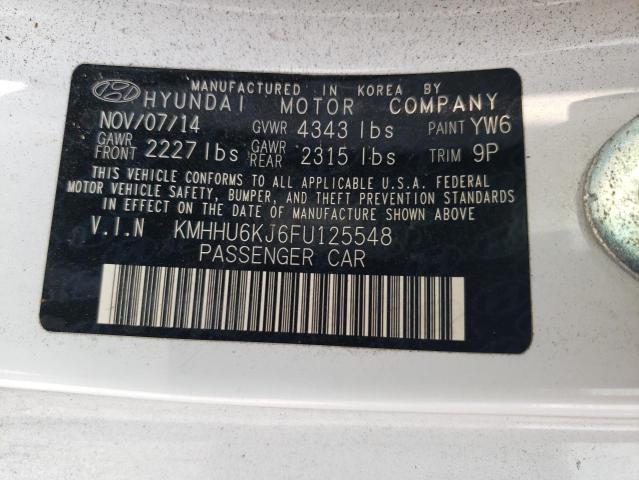 MANUFACTURED IN KOREA BY
HYUNDAI MOTOR COMPANY
NOV/07/14 GVWR 4343 lbs PAINT YW6
GAWR FRONT 2227 lbs GAWR REAR 2315 lbs TRIM 9P
THIS VEHICLE CONFORMS TO ALL APPLICABLE U.S.A. FEDERAL
MOTOR VEHICLE SAFETY, BUMPER, AND THEFT PREVENTION
STANDARDS IN EFFECT ON THE DATE OF MANUFACTURE SHOWN ABOVE.
V.I.N KMHHU6KJ6FU125548
PASSENGER CAR